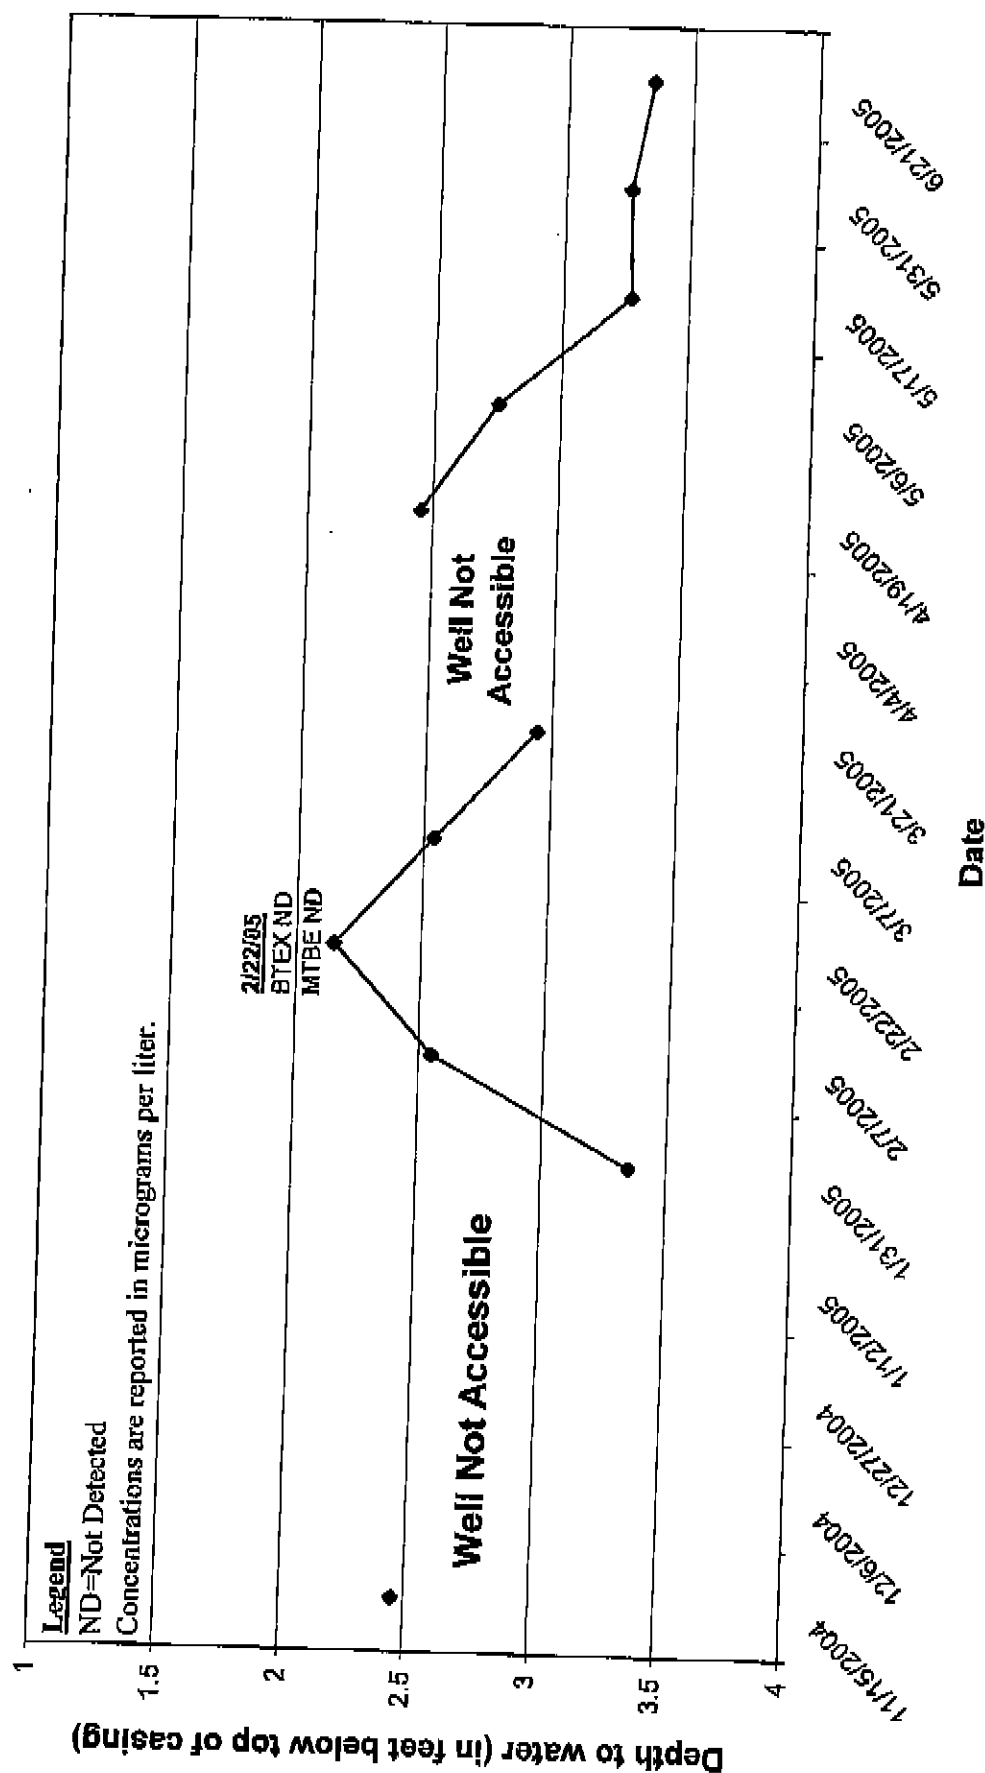 Legend
ND=Not Detected
Concentrations are reported in micrograms per liter.
2/22/05
BTEX ND
MTBE ND
Well Not Accessible
Well Not
Accessible
Depth to water (in feet below top of casing)
1
1.5
2
2.5
3
3.5
4
11/15/2004
12/6/2004
12/27/2004
1/12/2005
1/31/2005
2/7/2005
2/22/2005
3/7/2005
3/21/2005
4/4/2005
4/19/2005
5/6/2005
5/17/2005
5/31/2005
6/21/2005
Date